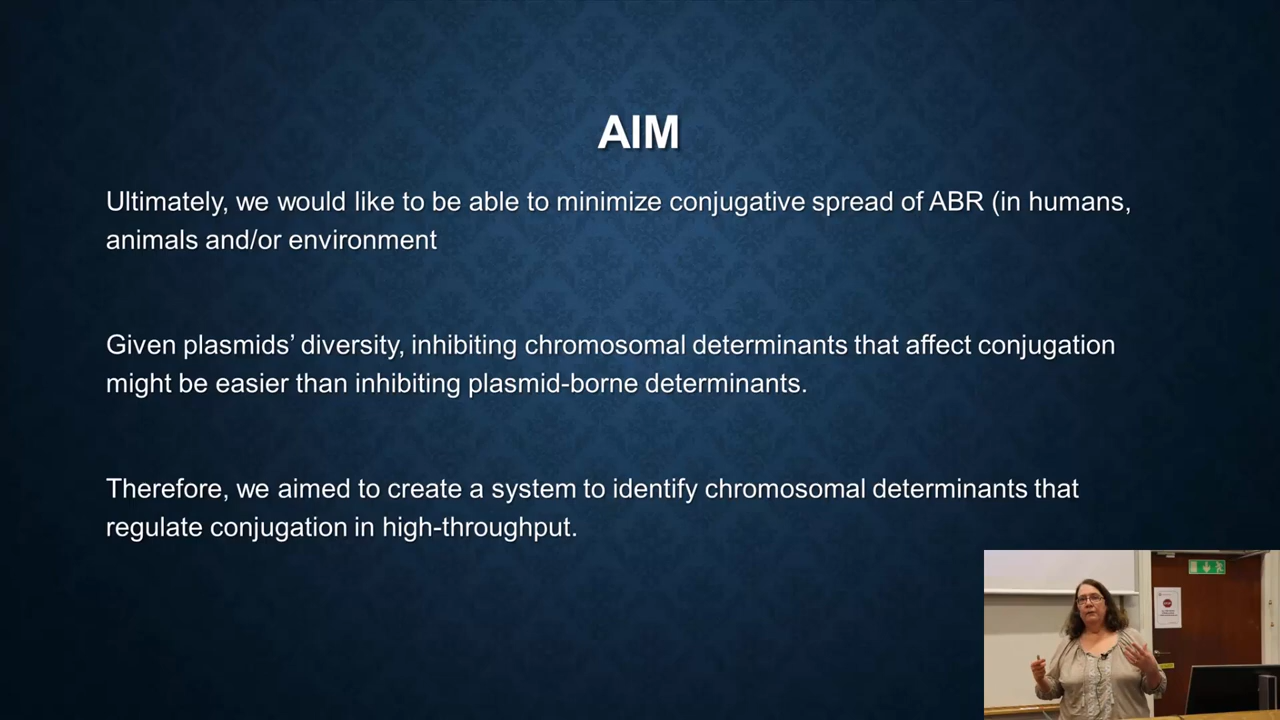 AIM
Ultimately, we would like to be able to minimize conjugative spread of ABR (in humans,
animals and/or environment
Given plasmids’ diversity, inhibiting chromosomal determinants that affect conjugation
might be easier than inhibiting plasmid-borne determinants.
Therefore, we aimed to create a system to identify chromosomal determinants that
regulate conjugation in high-throughput.